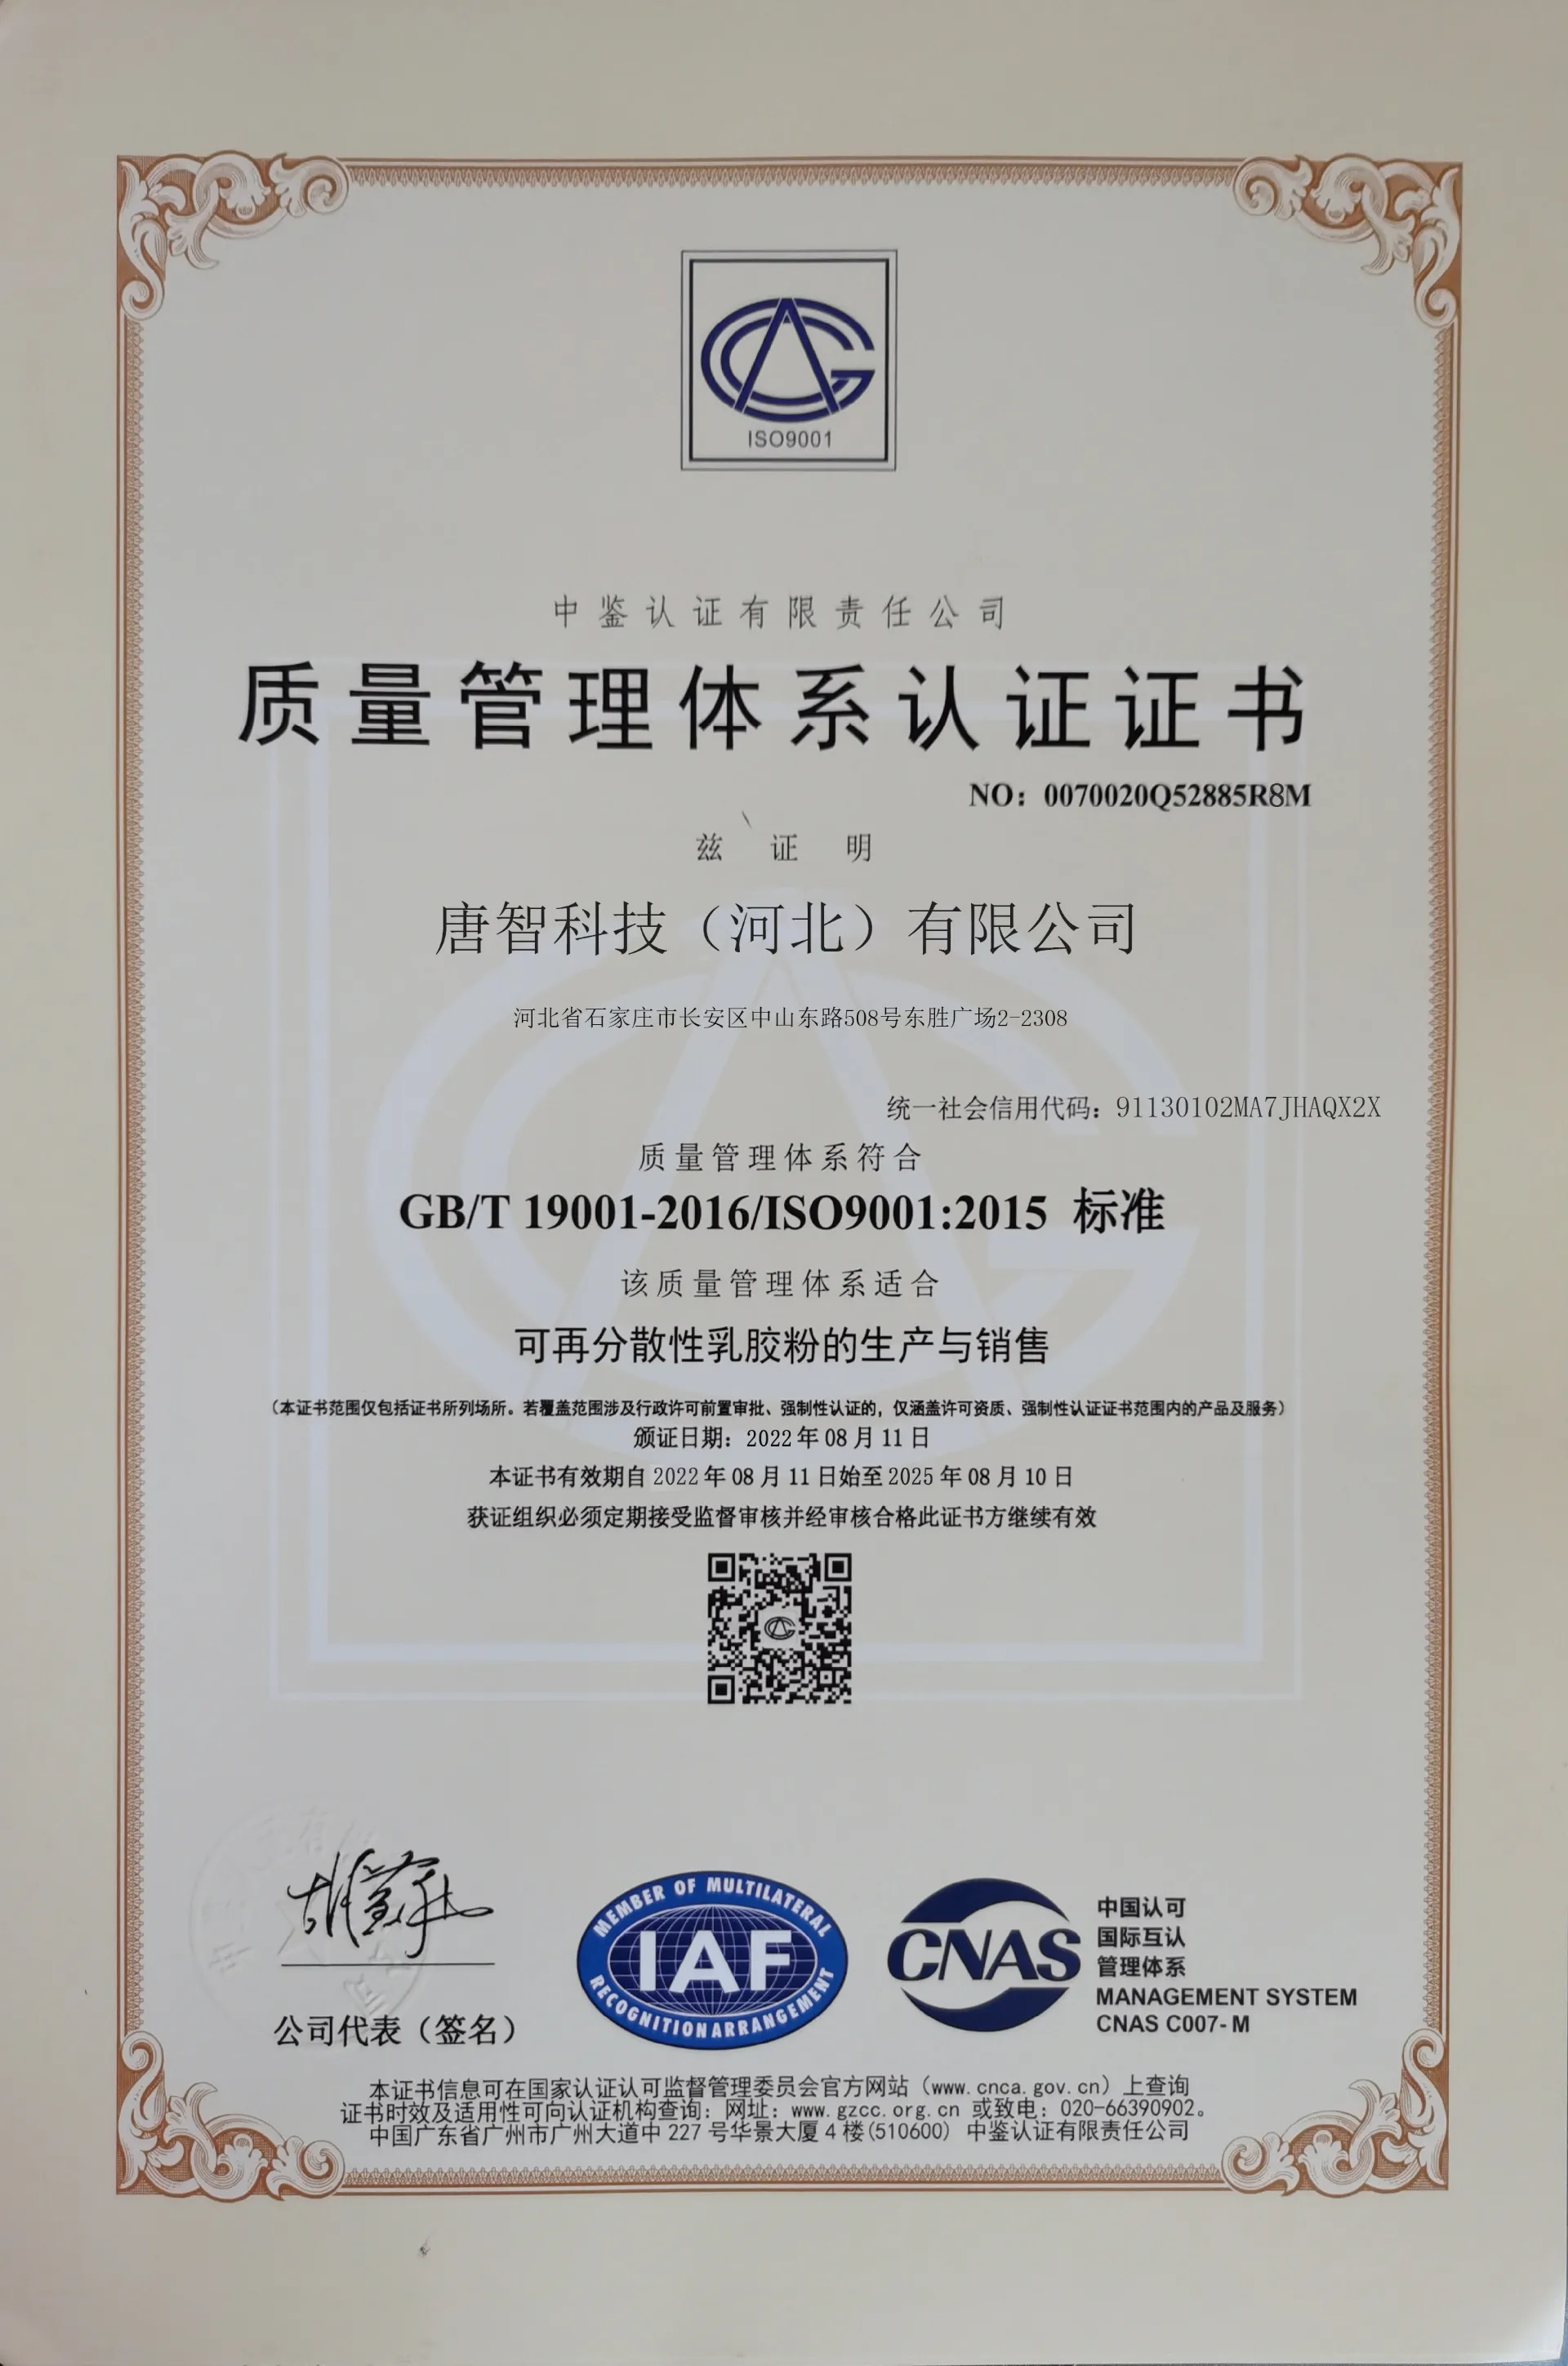 ISO9001
中鉴认证有限责任公司
质量管理体系认证证书
NO：0070020Q52885R8M
兹 证 明
唐智科技（河北）有限公司
河北省石家庄市长安区中山东路508号东胜广场2-2308
统一社会信用代码：91130102MA7JHAQX2X
质量管理体系符合
GB/T 19001-2016/ISO9001:2015 标准
该质量管理体系适合
可再分散性乳胶粉的生产与销售
（本证书范围仅包括证书所列场所。若覆盖范围涉及行政许可前置审批、强制性认证的，仅涵盖许可资质、强制性认证证书范围内的产品及服务）
颁证日期：2022年08月11日
本证书有效期自2022年08月11日始至2025年08月10日
获证组织必须定期接受监督审核并经审核合格此证书方继续有效
公司代表（签名）
MEMBER OF MULTILATERAL
IAF
RECOGNITION ARRANGEMENT
CNAS
中国认可
国际互认
管理体系
MANAGEMENT SYSTEM
CNAS C007-M
本证书信息可在国家认证认可监督管理委员会官方网站（www.cnca.gov.cn）上查询
证书时效及适用性可向认证机构查询：网址：www.gzcc.org.cn 或致电：020-66390902。
中国广东省广州市广州大道中227号华景大厦4楼(510600) 中鉴认证有限责任公司